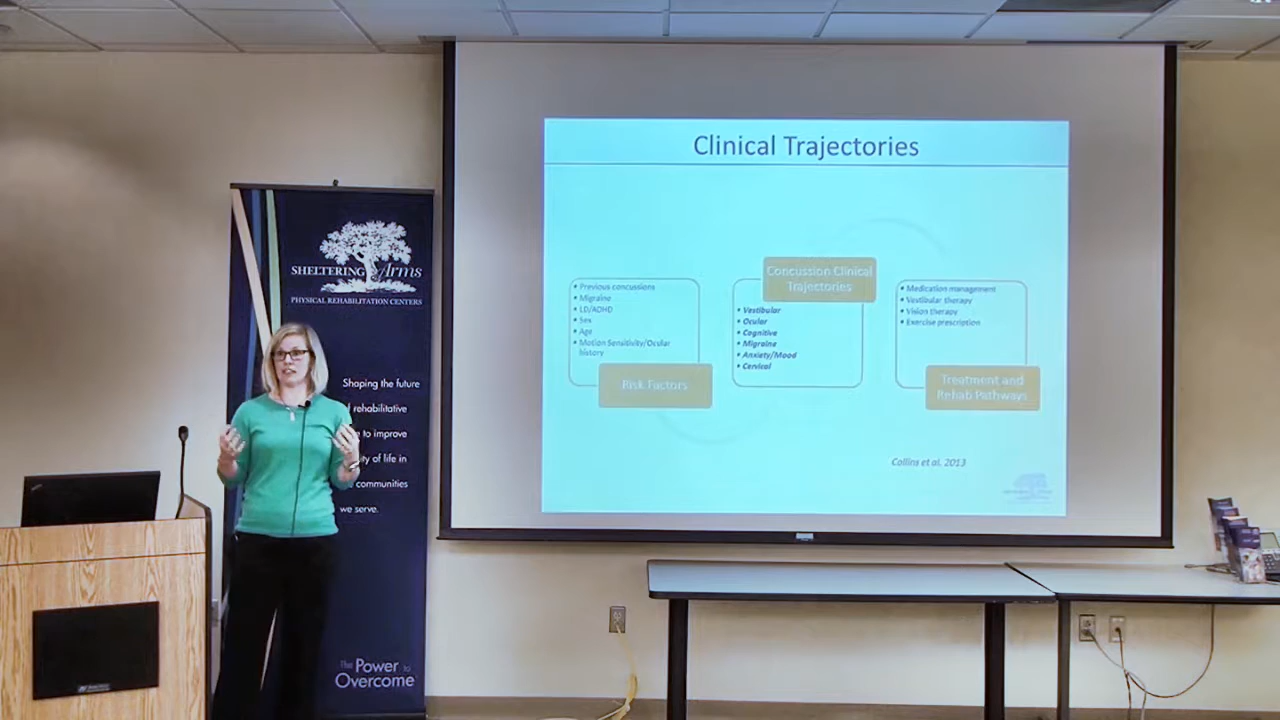 Clinical Trajectories
• Previous concussions
• Migraine
• LD/ADHD
• Sex
• Age
• Motion Sensitivity/Ocular
history
Risk Factors
Concussion Clinical
Trajectories
• Vestibular
• Ocular
• Cognitive
• Migraine
• Anxiety/Mood
• Cervical
• Medication management
• Vestibular therapy
• Vision therapy
• Exercise prescription
Treatment and
Rehab Pathways
Collins et al. 2013
SHELTERING Arms
PHYSICAL REHABILITATION CENTERS
Shaping the future
rehabilitative
to improve
of life in
communities
we serve.
The Power to
Overcome